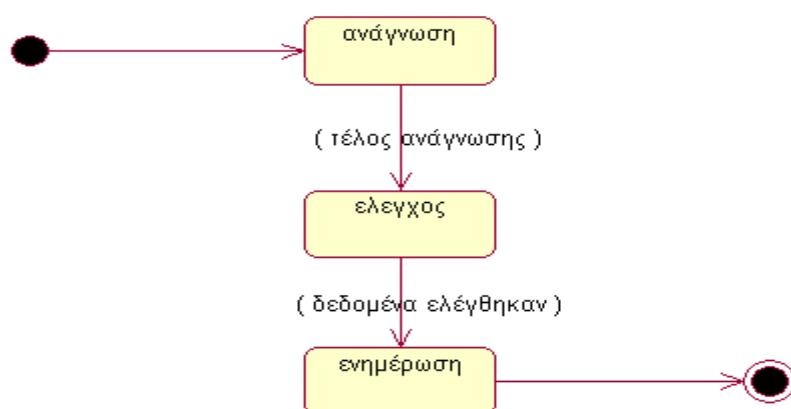 ανάγνωση
( τέλος ανάγνωσης )
ελεγχος
( δεδομένα ελέγθηκαν )
ενημέρωση